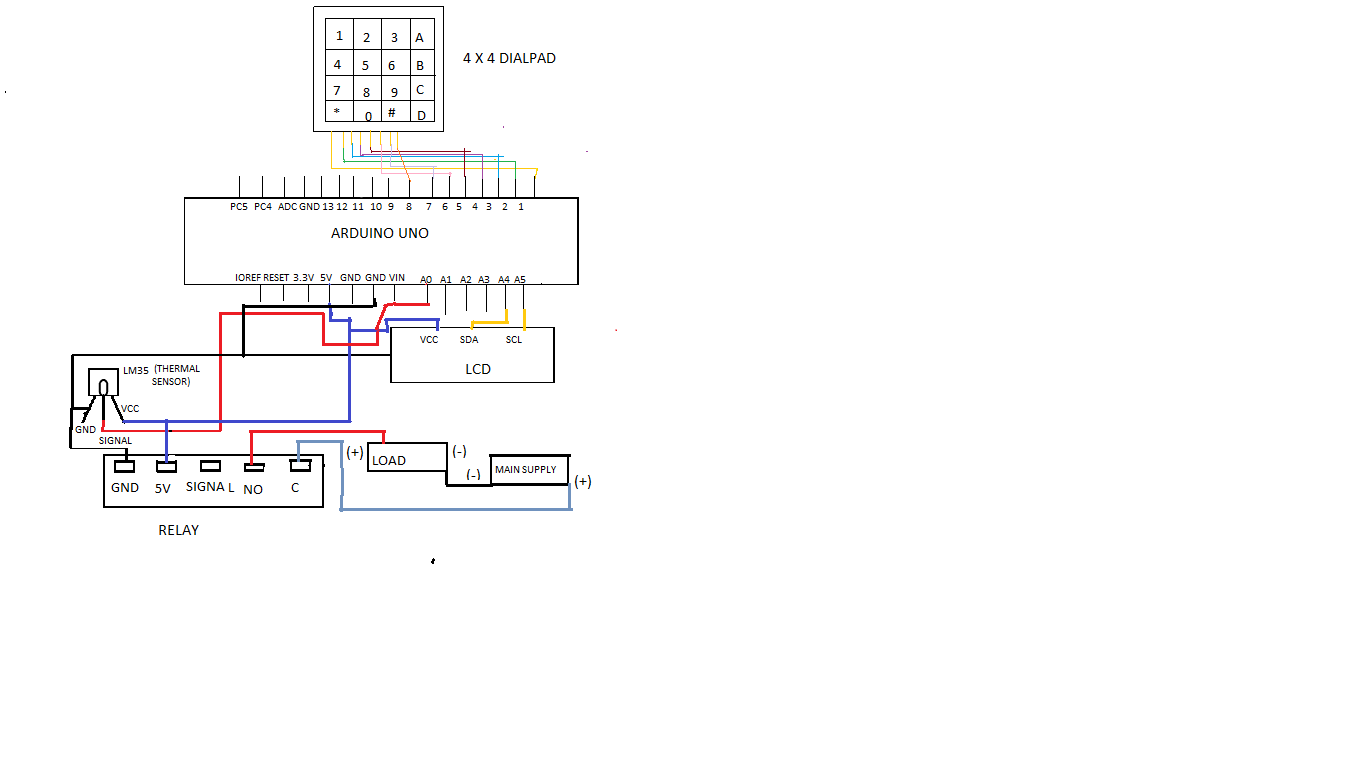 1 2 3 A
4 5 6 B
7 8 9 C
* 0 # D
4 X 4 DIALPAD
PC5 PC4 ADC GND 13 12 11 10 9 8 7 6 5 4 3 2 1
ARDUINO UNO
IOREF RESET 3.3V 5V GND GND VIN A0 A1 A2 A3 A4 A5
VCC SDA SCL
LCD
LM35 (THERMAL
SENSOR)
VCC
GND
SIGNAL
(+) LOAD (-)
(-) MAIN SUPPLY (+)
GND 5V SIGNA L NO C
RELAY